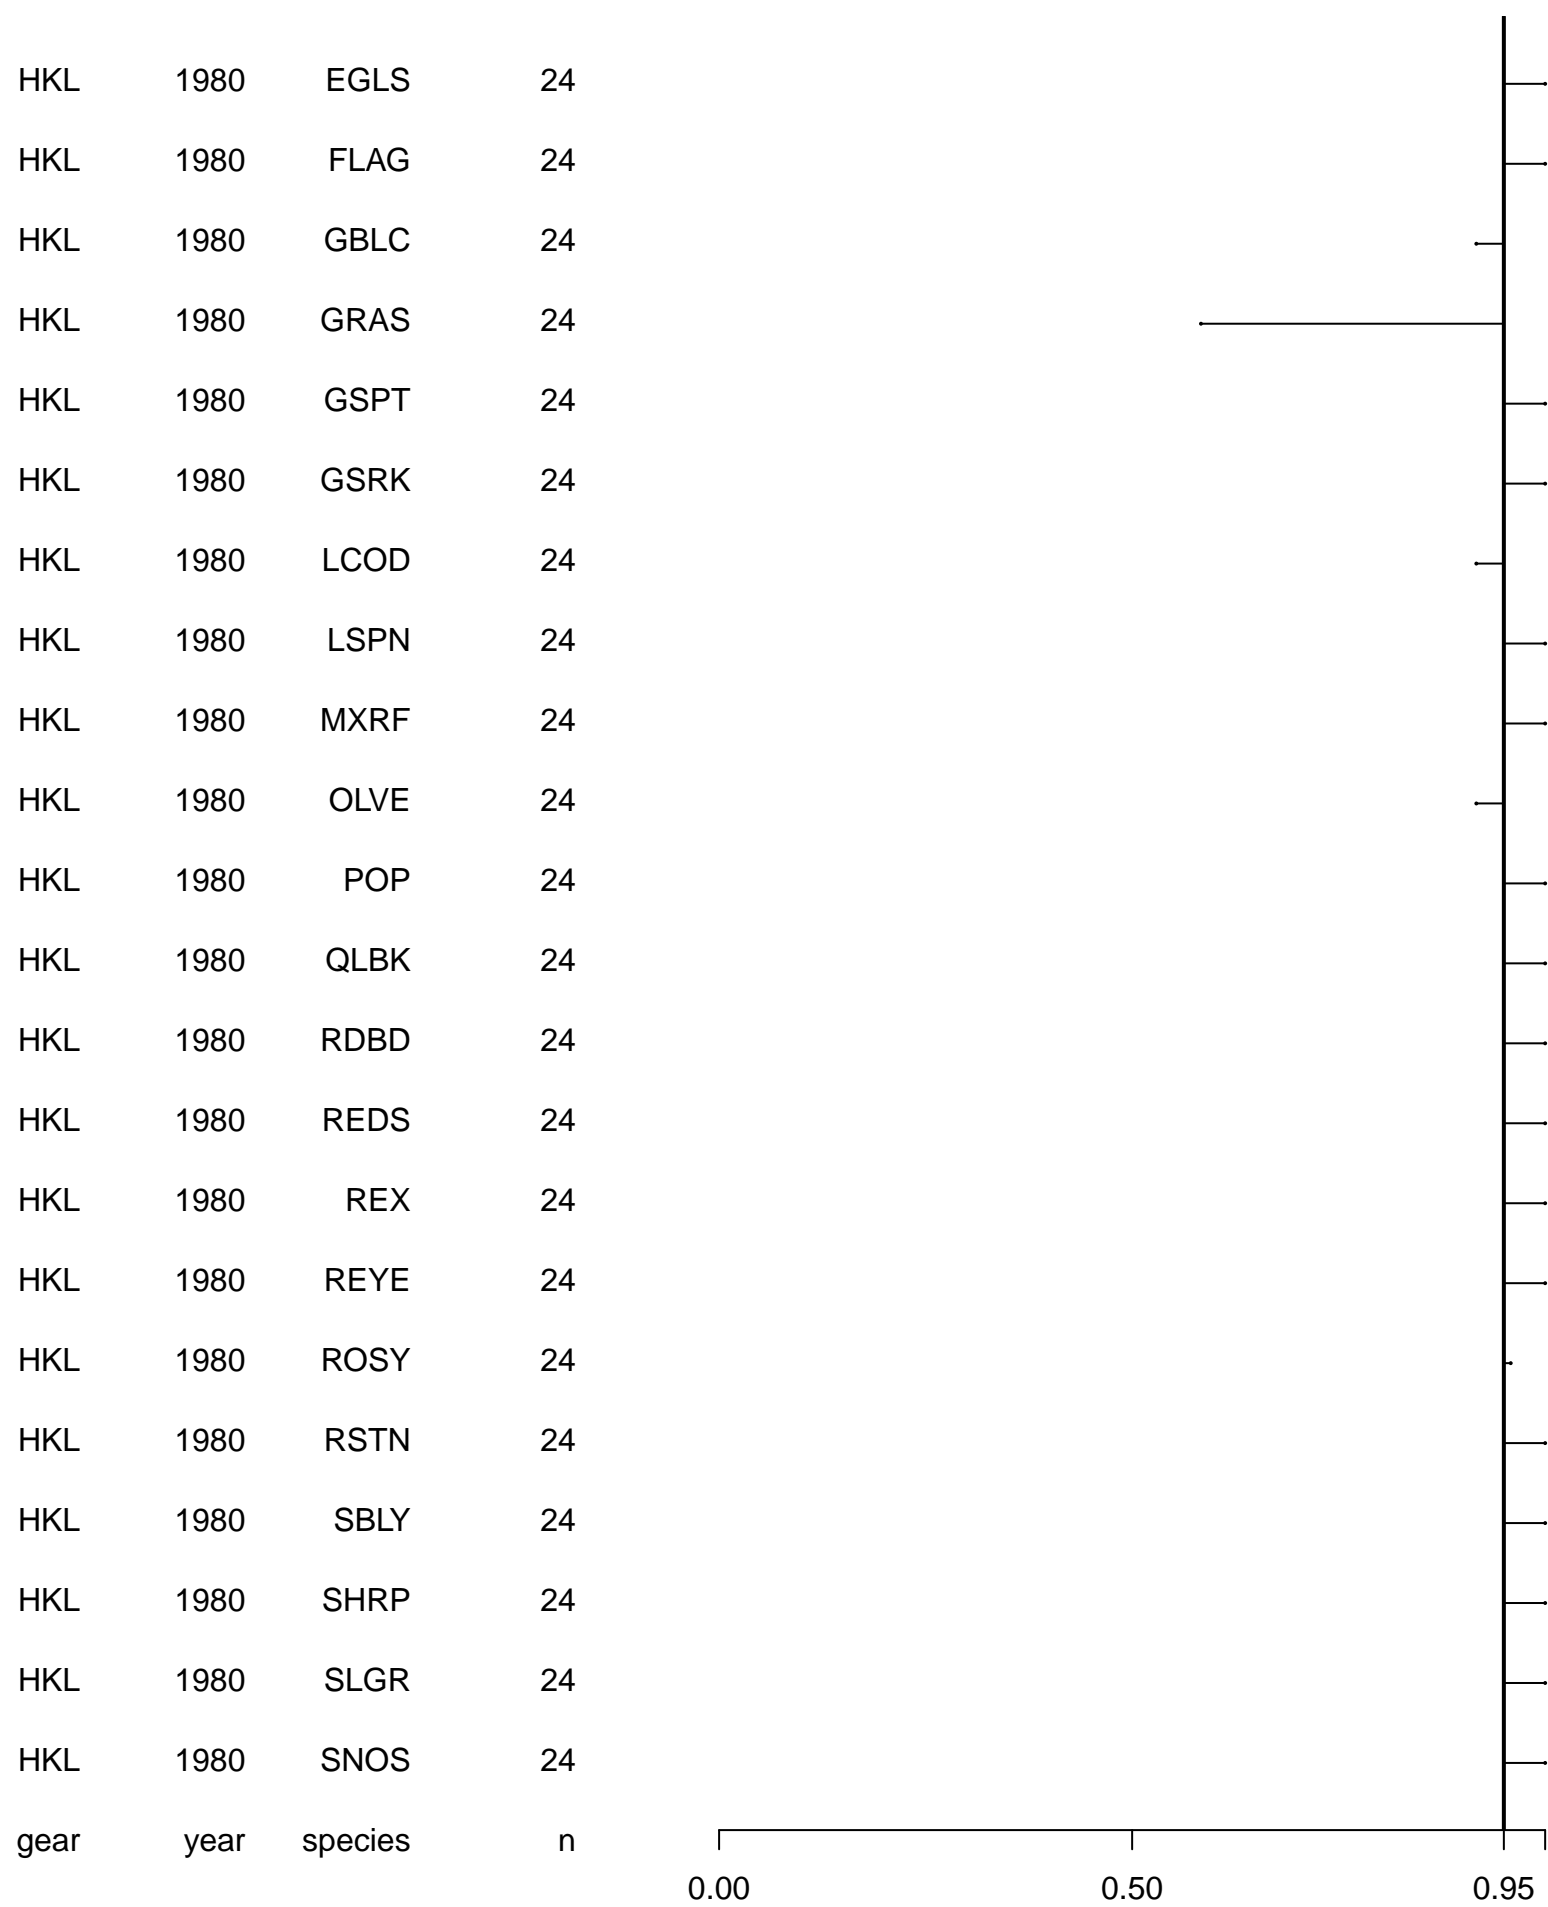 HKL 1980 EGLS 24
HKL 1980 FLAG 24
HKL 1980 GBLC 24
HKL 1980 GRAS 24
HKL 1980 GSPT 24
HKL 1980 GSRK 24
HKL 1980 LCOD 24
HKL 1980 LSPN 24
HKL 1980 MXRF 24
HKL 1980 OLVE 24
HKL 1980 POP 24
HKL 1980 QLBK 24
HKL 1980 RDBD 24
HKL 1980 REDS 24
HKL 1980 REX 24
HKL 1980 REYE 24
HKL 1980 ROSY 24
HKL 1980 RSTN 24
HKL 1980 SBLY 24
HKL 1980 SHRP 24
HKL 1980 SLGR 24
HKL 1980 SNOS 24
gear year species n
0.00 0.50 0.95